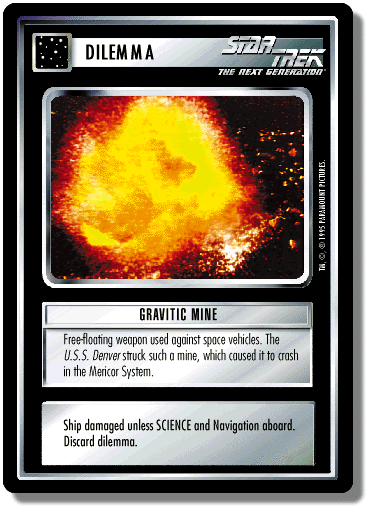 DILEMMA
STAR TREK
THE NEXT GENERATION
TM, ©, ® 1995 PARAMOUNT PICTURES.
GRAVITIC MINE
Free-floating weapon used against space vehicles. The
U.S.S. Denver struck such a mine, which caused it to crash
in the Mericor System.
Ship damaged unless SCIENCE and Navigation aboard.
Discard dilemma.